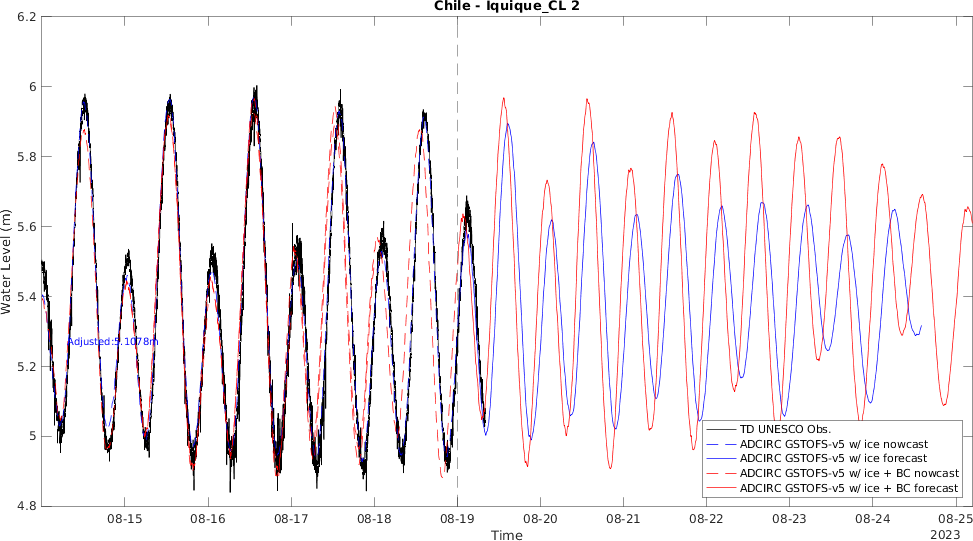 Chile - Iquique_CL 2
6.2
6
5.8
5.6
5.4
5.2
5
4.8
Water Level (m)
Adjusted:5.1078m
TD UNESCO Obs.
ADCIRC GSTOFS-v5 w/ ice nowcast
ADCIRC GSTOFS-v5 w/ ice forecast
ADCIRC GSTOFS-v5 w/ ice + BC nowcast
ADCIRC GSTOFS-v5 w/ ice + BC forecast
08-15 08-16 08-17 08-18 08-19 08-20 08-21 08-22 08-23 08-24 08-25
Time
2023